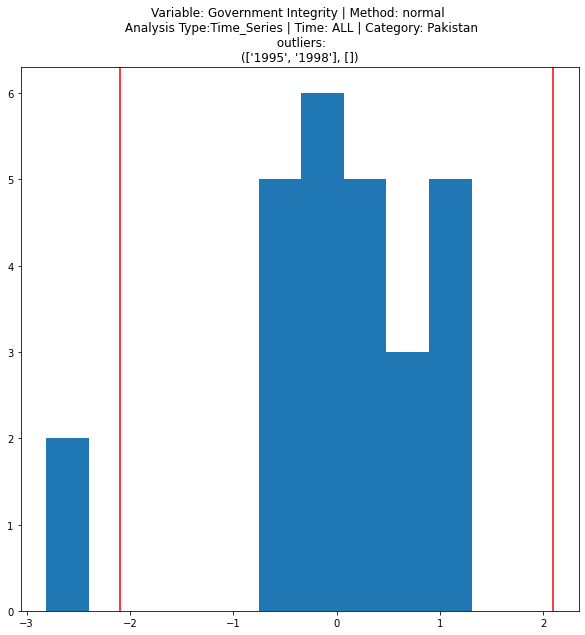 Variable: Government Integrity | Method: normal
Analysis Type:Time_Series | Time: ALL | Category: Pakistan
outliers:
(['1995', '1998'], [])
6
5
4
3
2
1
0
−3 −2 −1 0 1 2